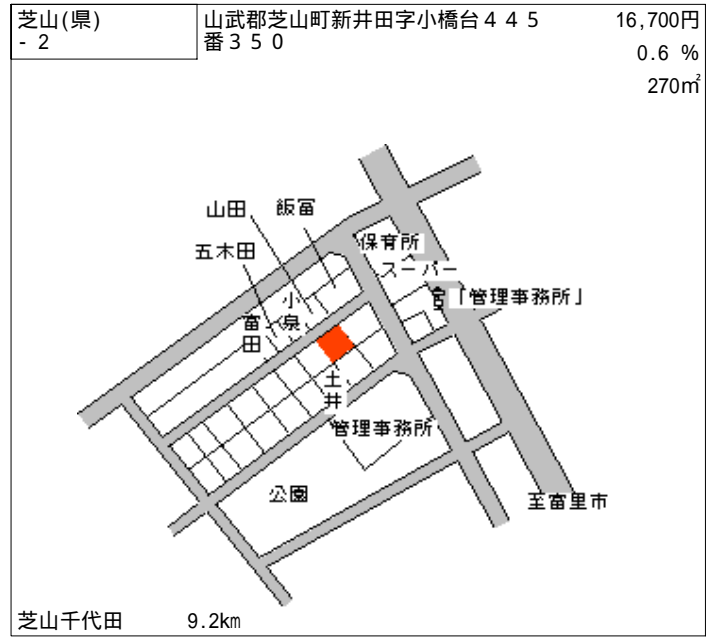 芝山(県)
- 2
山武郡芝山町新井田字小橋台４４５
番３５０
16,700円
0.6 %
270㎡
山田
飯冨
五木田
保育所
スーパー
小泉
冨田
「管理事務所」
土井
管理事務所
公園
至富里市
芝山千代田 9.2km